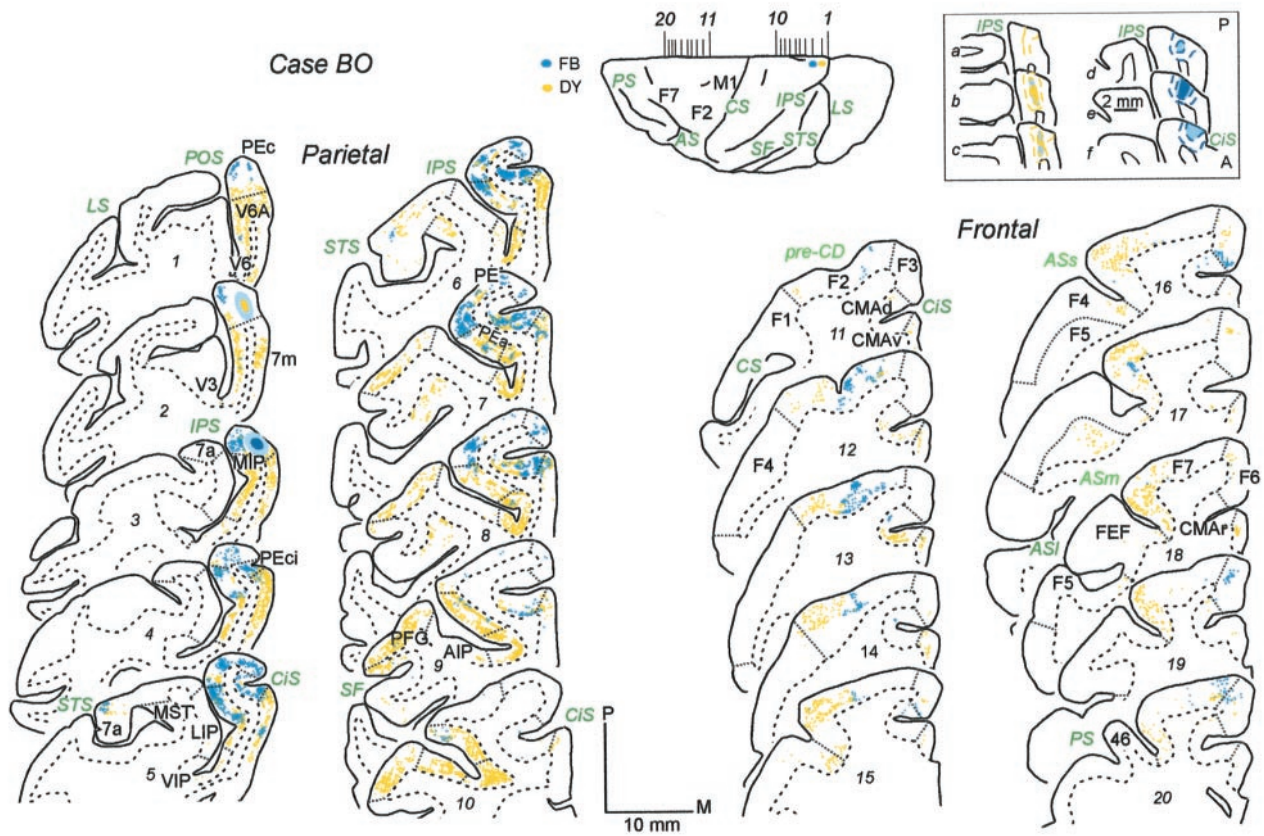 Case BO
FB
DY
20 11 10 1
PS
F7
F2
M1
CS
AS
IPS
SF
STS
LS
IPS
IPS
P
a
b
c
d
e
f
2 mm
CiS
A
Parietal
POS
PEc
LS
V6A
V6
1
7m
V3
2
IPS
7a
MIP
3
PEci
4
STS
7a
MST
LIP
CiS
5
VIP
IPS
STS
6
PE
PEa
7
8
PFG
AIP
9
SF
CiS
10
P
M
10 mm
Frontal
pre-CD
F2
F3
CMAd
CiS
F1
11
CMAv
CS
12
F4
13
14
15
ASs
CiS
16
F4
F5
17
ASm
F7
F6
FEF
CMAr
ASl
18
F5
19
PS
46
20